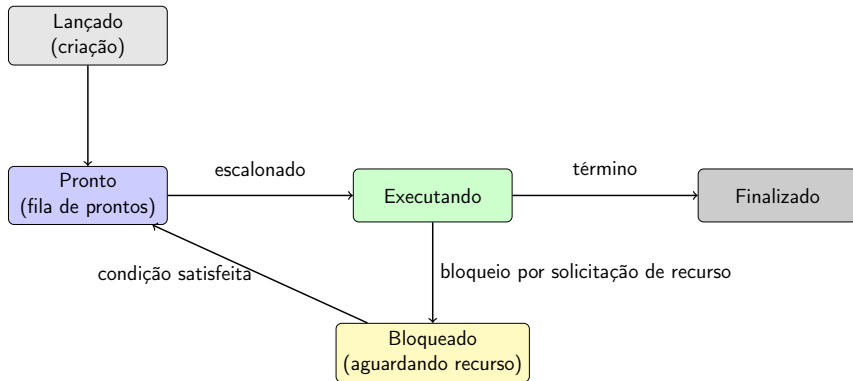 Lançado
(criação)
escalonado
término
Pronto
(fila de prontos)
Executando
Finalizado
condição satisfeita
bloqueio por solicitação de recurso
Bloqueado
(aguardando recurso)